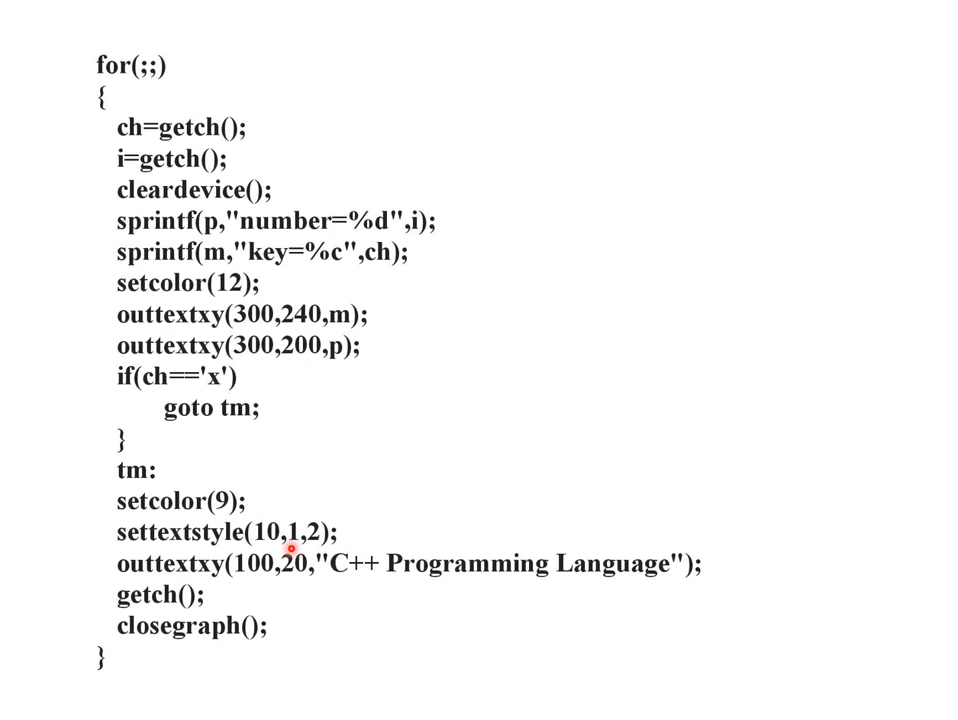 for(;;)
{
ch=getch();
i=getch();
cleardevice();
sprintf(p,"number=%d",i);
sprintf(m,"key=%c",ch);
setcolor(12);
outtextxy(300,240,m);
outtextxy(300,200,p);
if(ch=='x')
goto tm;
}
tm:
setcolor(9);
settextstyle(10,1,2);
outtextxy(100,20,"C++ Programming Language");
getch();
closegraph();
}